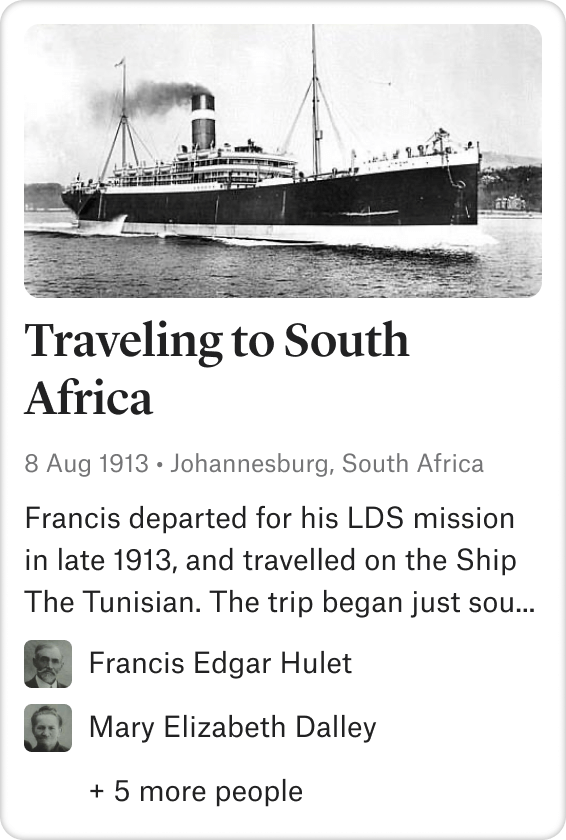 Traveling to South
Africa
8 Aug 1913 • Johannesburg, South Africa
Francis departed for his LDS mission
in late 1913, and travelled on the Ship
The Tunisian. The trip began just sou...
Francis Edgar Hulet
Mary Elizabeth Dalley
+ 5 more people